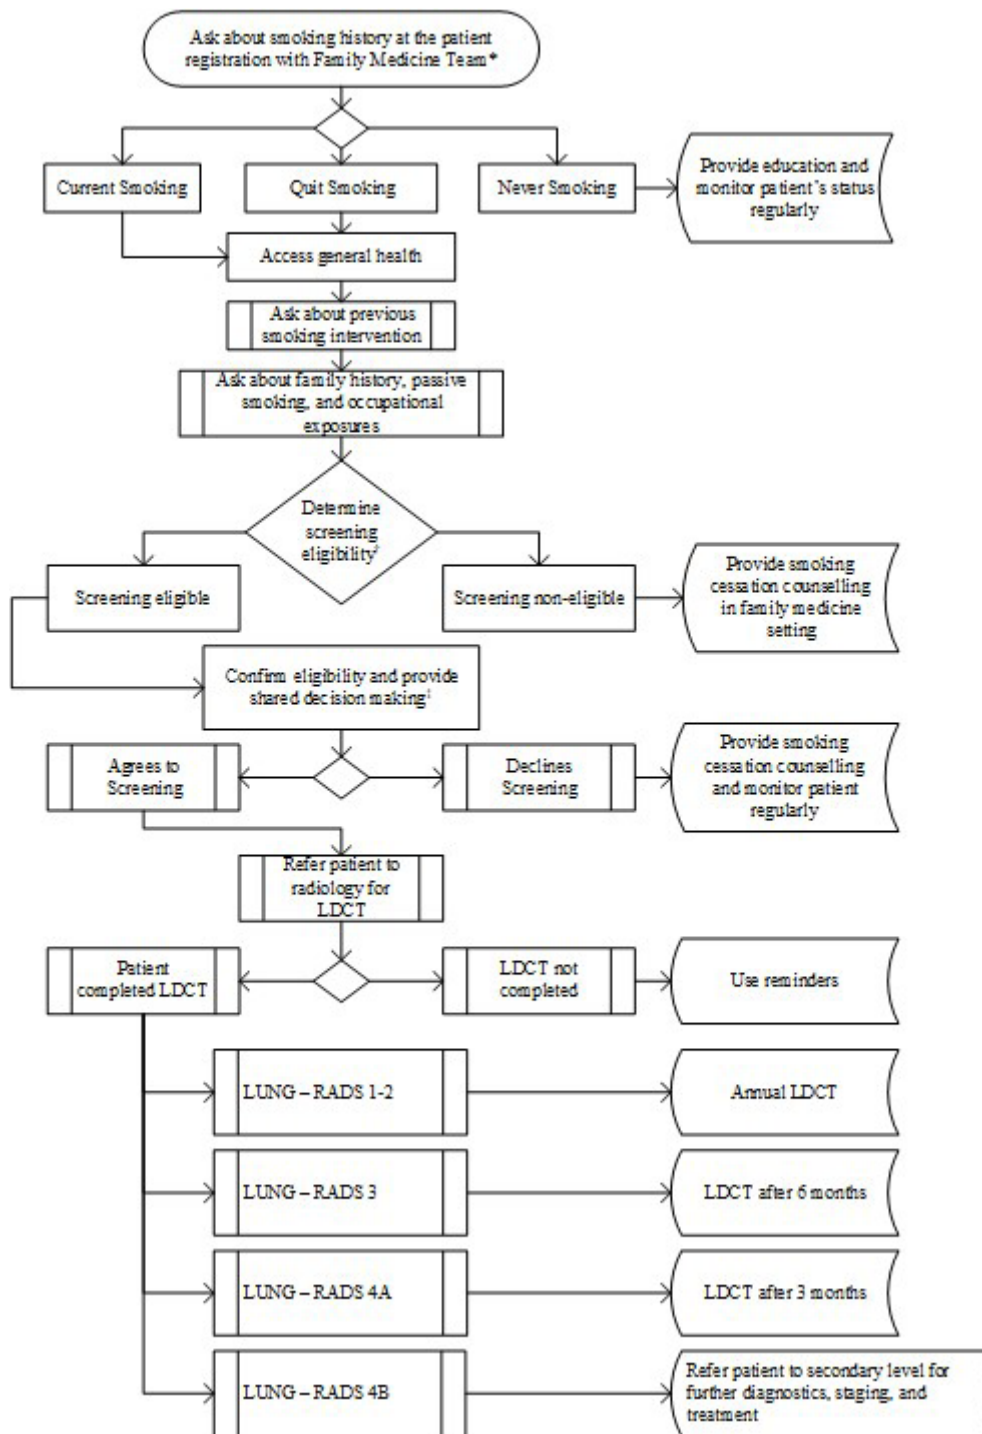 Ask about smoking history at the patient
registration with Family Medicine Team*
Current Smoking
Quit Smoking
Never Smoking
Provide education and
monitor patient's status
regularly
Access general health
Ask about previous
smoking intervention
Ask about family history, passive
smoking, and occupational
exposures
Determine
screening
eligibility†
Screening eligible
Screening non-eligible
Provide smoking
cessation counselling
in family medicine
setting
Confirm eligibility and provide
shared decision making‡
Agrees to
Screening
Declines
Screening
Provide smoking
cessation counselling
and monitor patient
regularly
Refer patient to
radiology for
LDCT
Patient
completed LDCT
LDCT not
completed
Use reminders
LUNG – RADS 1-2
Annual LDCT
LUNG – RADS 3
LDCT after 6 months
LUNG – RADS 4A
LDCT after 3 months
LUNG – RADS 4B
Refer patient to secondary level for
further diagnostics, staging, and
treatment